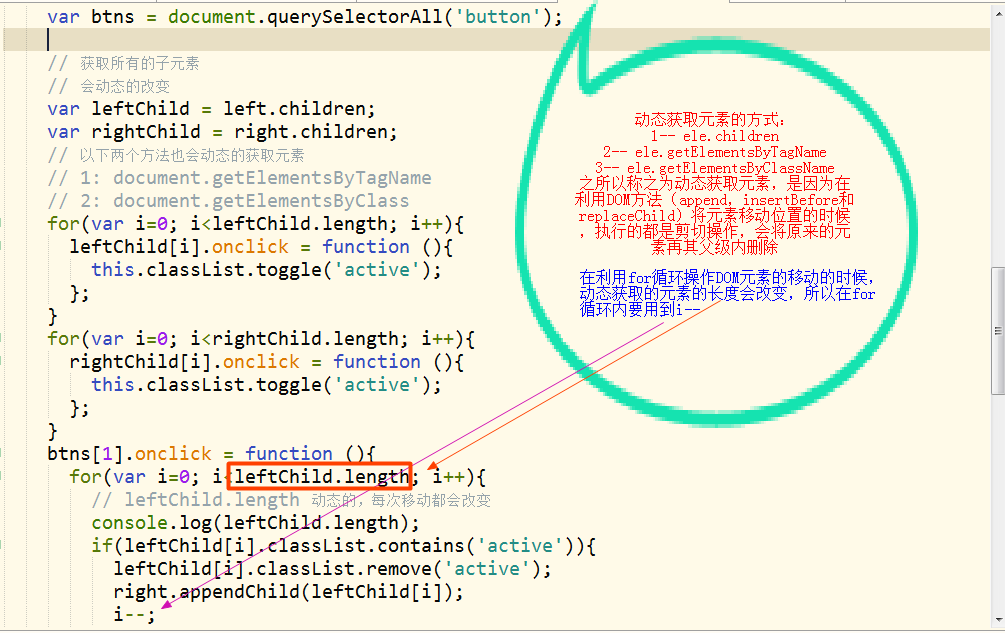 var btns = document.querySelectorAll('button');
// 获取所有的子元素
// 会动态的改变
var leftChild = left.children;
var rightChild = right.children;
// 以下两个方法也会动态的获取元素
// 1: document.getElementsByTagName
// 2: document.getElementsByClass
for(var i=0; i<leftChild.length; i++){
leftChild[i].onclick = function (){
this.classList.toggle('active');
};
}
for(var i=0; i<rightChild.length; i++){
rightChild[i].onclick = function (){
this.classList.toggle('active');
};
}
btns[1].onclick = function (){
for(var i=0; i<leftChild.length; i++){
// leftChild.length 动态的,每次移动都会改变
console.log(leftChild.length);
if(leftChild[i].classList.contains('active')){
leftChild[i].classList.remove('active');
right.appendChild(leftChild[i]);
i--;
动态获取元素的方式：
1-- ele.children
2-- ele.getElementsByTagName
3-- ele.getElementsByClassName
之所以称之为动态获取元素，是因为在
利用DOM方法（append，insertBefore和
replaceChild）将元素移动位置的时候
，执行的都是剪切操作，会将原来的元
素再其父级内删除
在利用for循环操作DOM元素的移动的时候，
动态获取的元素的长度会改变，所以在for
循环内要用到i--